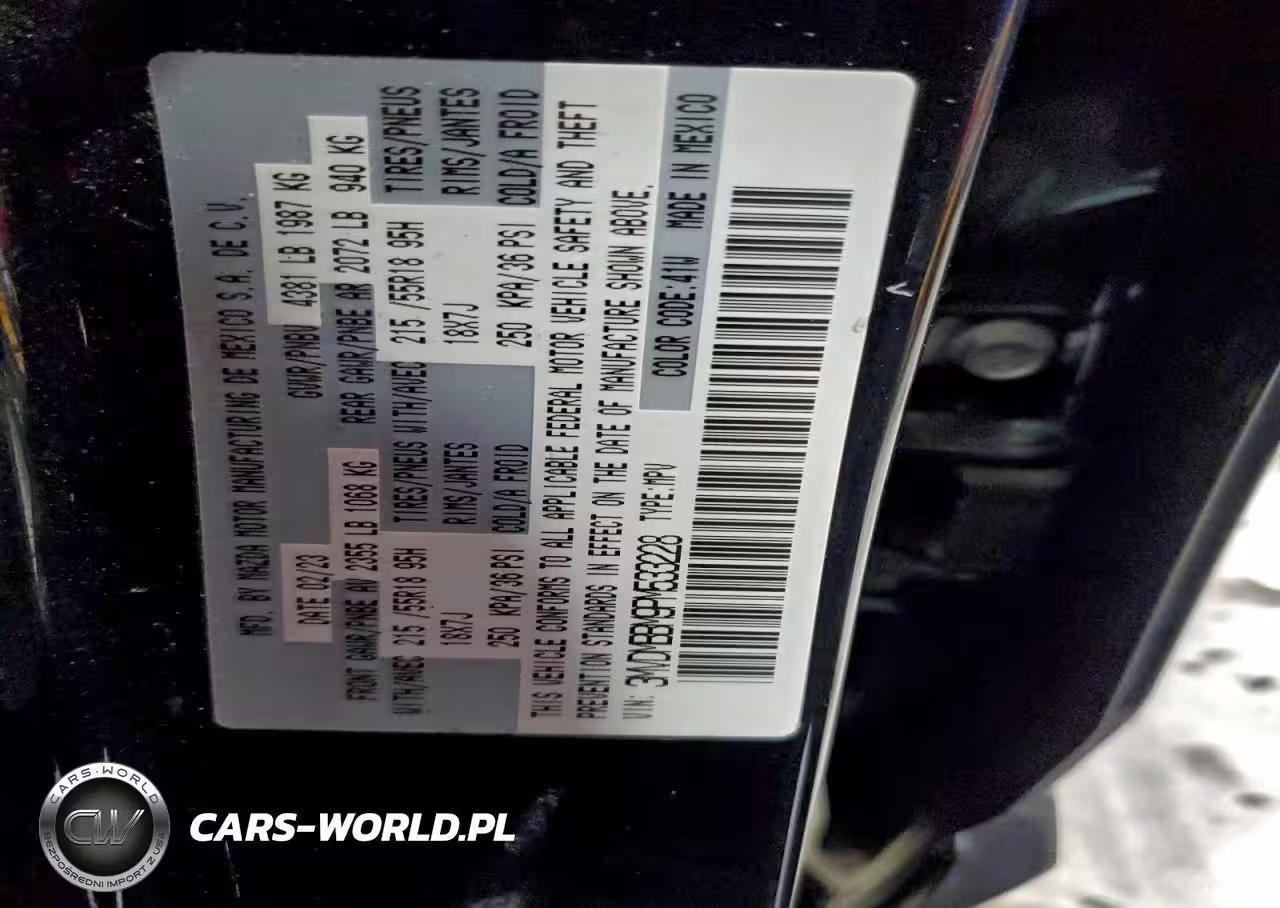 MFD. BY MAZDA MOTOR MANUFACTURING DE MEXICO S.A. DE C.V.
DATE 02/23 GVWR/PNBV 4381 LB 1987 KG
FRONT GAWR/PNBE AV 2355 LB 1068 KG REAR GAWR/PNBE AR 2072 LB 940 KG
WITH/AVEC 215 /55R18 95H TIRES/PNEUS WITH/AVEC 215 /55R18 95H TIRES/PNEUS
18X7J RIMS/JANTES 18X7J RIMS/JANTES
250 KPA/36PSI COLD/A FROID 250 KPA/36PSI COLD/A FROID
THIS VEHICLE CONFORMS TO ALL APPLICABLE FEDERAL MOTOR VEHICLE SAFETY AND THEFT
PREVENTION STANDARDS IN EFFECT ON THE DATE OF MANUFACTURE SHOWN ABOVE.
VIN: 3MVDMBBM9PM533228 TYPE:MPV
COLOR CODE:41W MADE IN MEXICO
CARS-WORLD
CW
BEZPOŚREDNI IMPORT Z USA
CARS-WORLD.PL